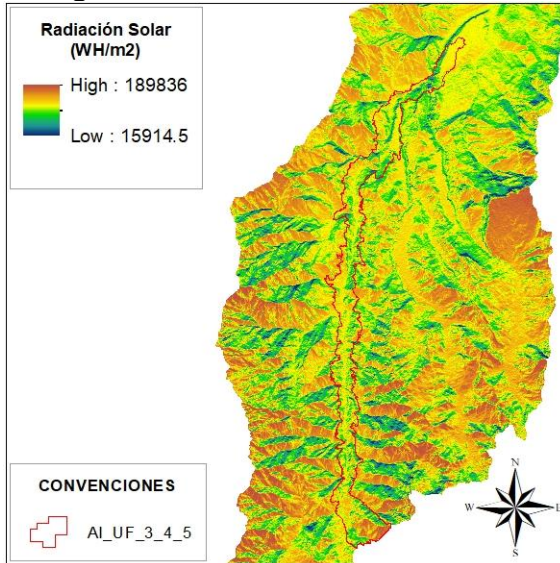 Radiación Solar
(WH/m2)
High : 189836
Low : 15914.5
CONVENCIONES
AI_UF_3_4_5
N
W
S